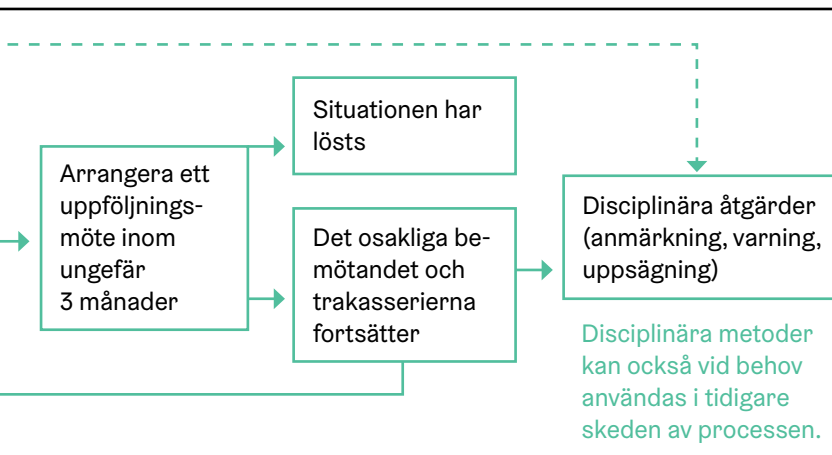 Arrangera ett
uppföljnings-
möte inom
ungefär
3 månader
Situationen har
lösts
Det osakliga be-
mötandet och
trakasserierna
fortsätter
Disciplinära åtgärder
(anmärkning, varning,
uppsägning)
Disciplinära metoder
kan också vid behov
användas i tidigare
skeden av processen.